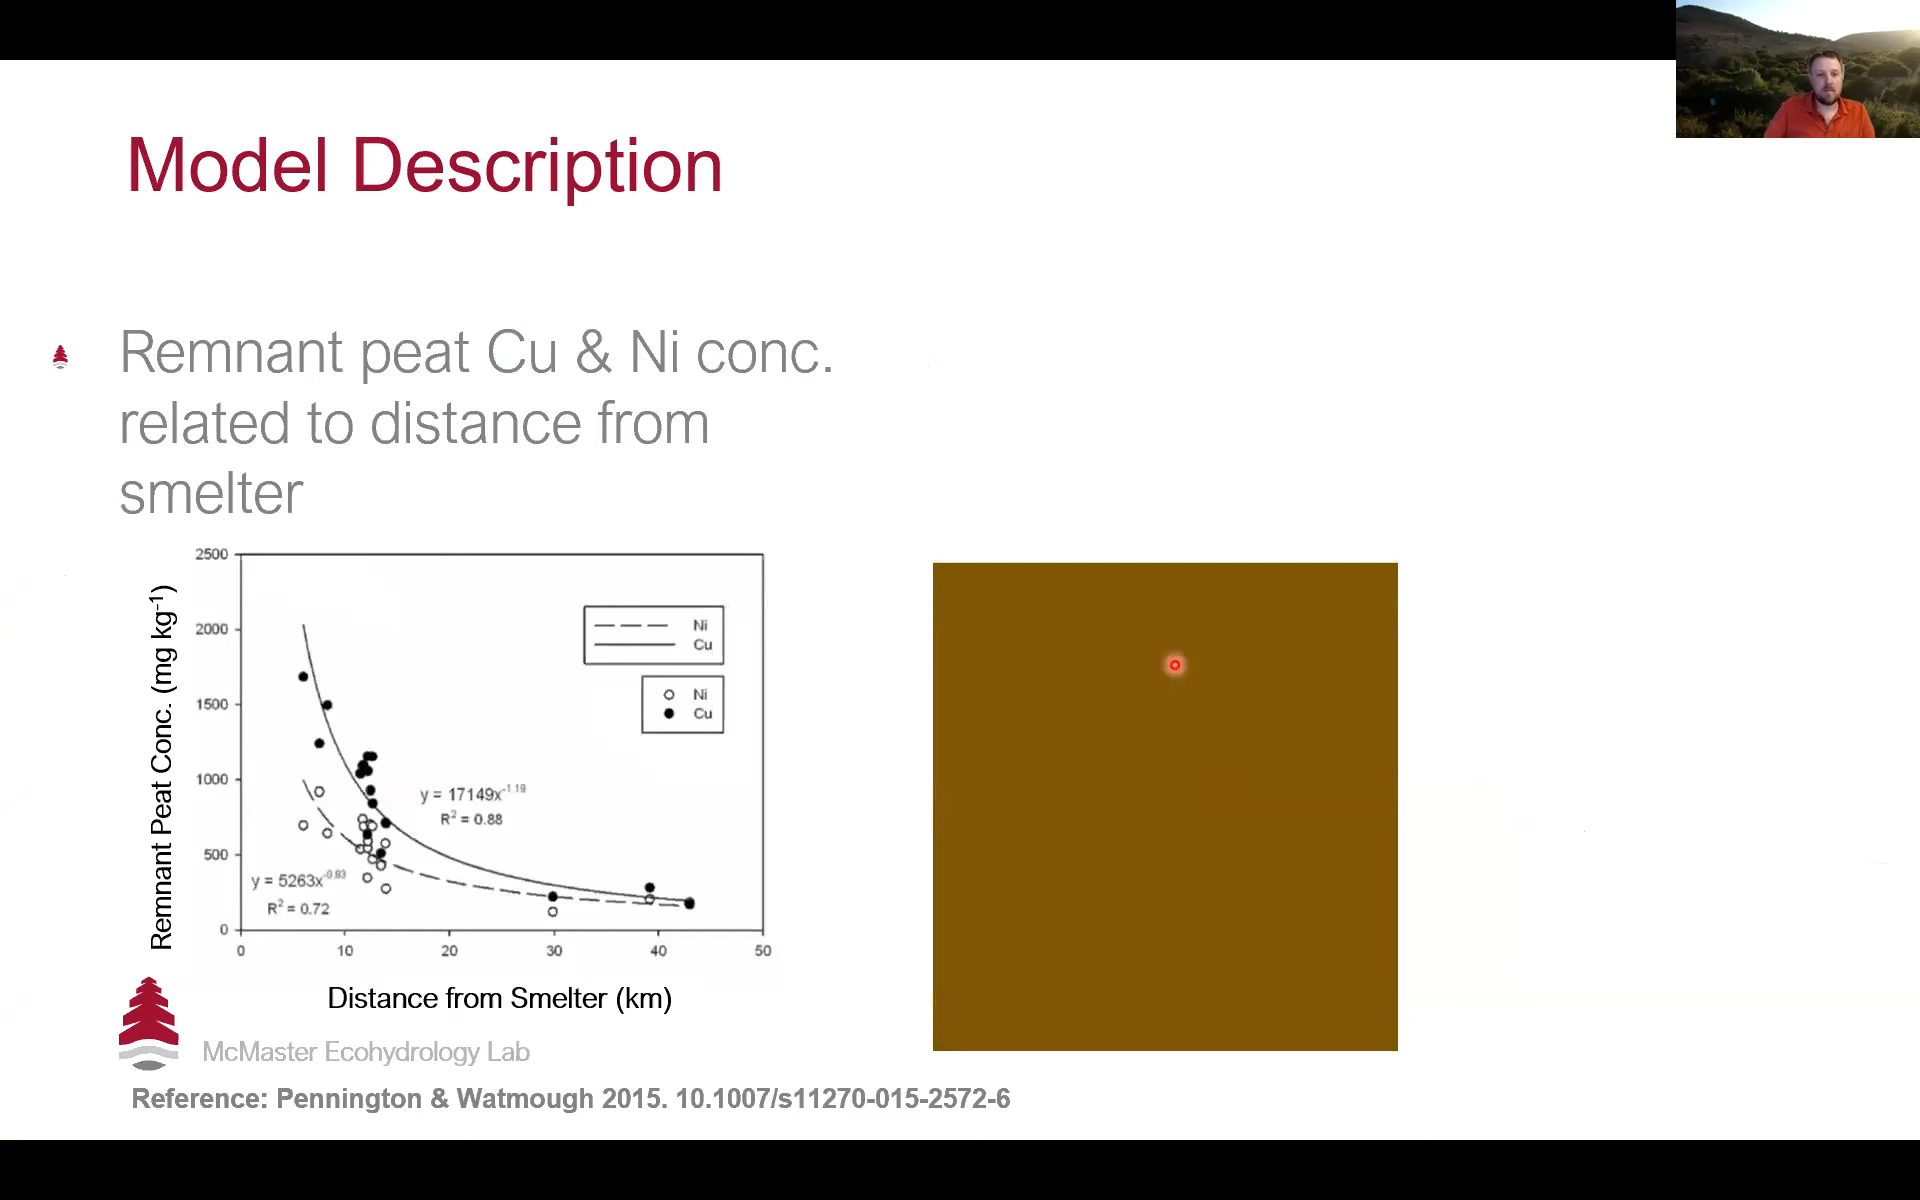 Model Description
Remnant peat Cu & Ni conc.
related to distance from
smelter
Remnant Peat Conc. (mg kg-1)
2500
2000
1500
1000
500
0
Ni
Cu
Ni
Cu
y = 17149x-1.19
R2 = 0.88
y = 5263x-0.93
R2 = 0.72
0 10 20 30 40 50
Distance from Smelter (km)
McMaster Ecohydrology Lab
Reference: Pennington & Watmough 2015. 10.1007/s11270-015-2572-6